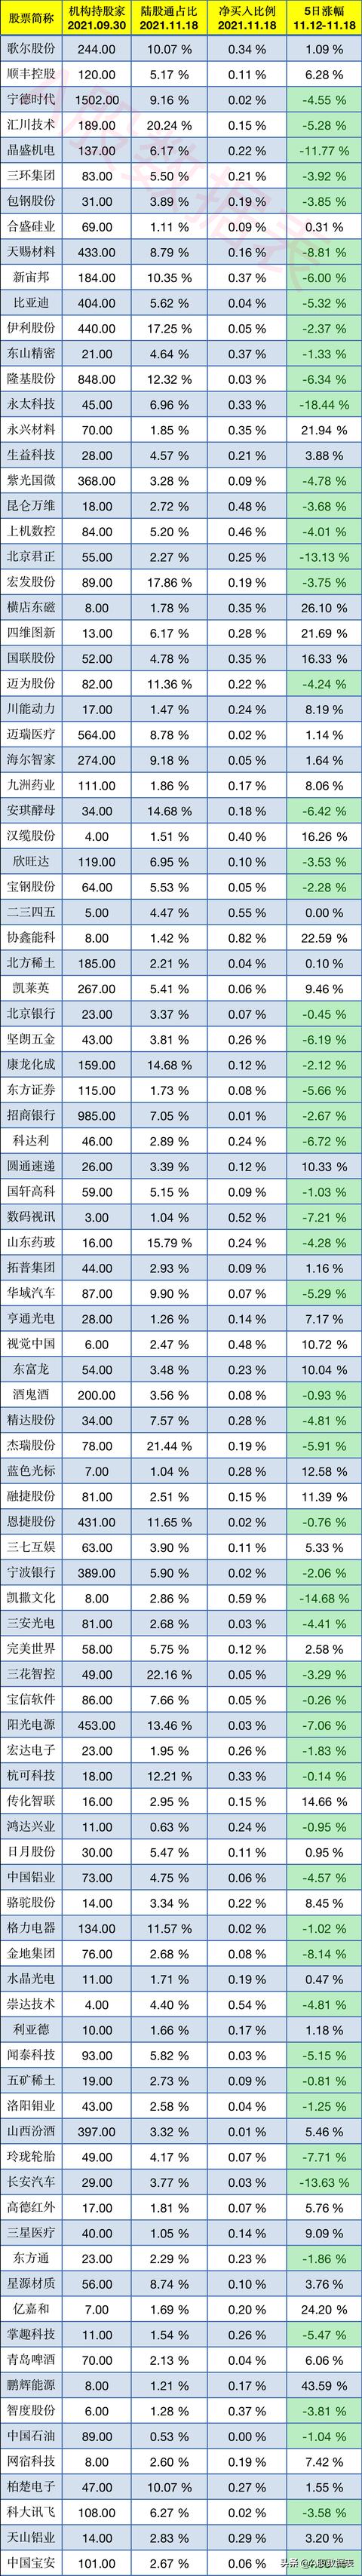 股票简称 机构持股家 陆股通占比 净买入比例 5日涨幅
2021.09.30 2021.11.18 2021.11.18 11.12-11.18
歌尔股份 244.00 10.07 % 0.34 % 1.09 %
顺丰控股 120.00 5.17 % 0.11 % 6.28 %
宁德时代 1502.00 9.16 % 0.02 % -4.55 %
汇川技术 189.00 20.24 % 0.15 % -5.28 %
晶盛机电 137.00 6.17 % 0.22 % -11.77 %
三环集团 83.00 5.50 % 0.21 % -3.92 %
包钢股份 31.00 3.89 % 0.19 % -3.85 %
合盛硅业 69.00 1.11 % 0.09 % 0.31 %
天赐材料 433.00 8.79 % 0.16 % -8.81 %
新宙邦 184.00 10.35 % 0.37 % -6.00 %
比亚迪 404.00 5.62 % 0.04 % -5.32 %
伊利股份 440.00 17.25 % 0.05 % -2.37 %
东山精密 21.00 4.64 % 0.37 % -1.33 %
隆基股份 848.00 12.32 % 0.03 % -6.34 %
永太科技 45.00 6.96 % 0.33 % -18.44 %
永兴材料 70.00 1.85 % 0.35 % 21.94 %
生益科技 28.00 4.57 % 0.21 % 3.88 %
紫光国微 368.00 3.28 % 0.09 % -4.78 %
昆仑万维 18.00 2.72 % 0.48 % -3.68 %
上机数控 84.00 5.20 % 0.46 % -4.01 %
北京君正 55.00 2.27 % 0.25 % -13.13 %
宏发股份 89.00 17.86 % 0.19 % -3.75 %
横店东磁 8.00 1.78 % 0.35 % 26.10 %
四维图新 13.00 6.17 % 0.28 % 21.69 %
国联股份 52.00 4.78 % 0.35 % 16.33 %
迈为股份 82.00 11.36 % 0.22 % -4.24 %
川能动力 17.00 1.47 % 0.24 % 8.19 %
迈瑞医疗 564.00 8.78 % 0.02 % 1.14 %
海尔智家 274.00 9.18 % 0.05 % 1.64 %
九洲药业 111.00 1.86 % 0.17 % 8.06 %
安琪酵母 34.00 14.68 % 0.18 % -6.42 %
汉缆股份 4.00 1.51 % 0.40 % 16.26 %
欣旺达 119.00 6.95 % 0.10 % -3.53 %
宝钢股份 64.00 5.53 % 0.05 % -2.28 %
二三四五 5.00 4.47 % 0.55 % 0.00 %
协鑫能科 8.00 1.42 % 0.82 % 22.59 %
北方稀土 185.00 2.21 % 0.04 % 0.10 %
凯莱英 267.00 5.41 % 0.06 % 9.46 %
北京银行 23.00 3.37 % 0.07 % -0.45 %
坚朗五金 43.00 3.81 % 0.26 % -6.19 %
康龙化成 159.00 14.68 % 0.12 % -2.12 %
东方证券 115.00 1.73 % 0.08 % -5.66 %
招商银行 985.00 7.05 % 0.01 % -2.67 %
科达利 46.00 2.89 % 0.24 % -6.72 %
圆通速递 26.00 3.39 % 0.12 % 10.33 %
国轩高科 59.00 5.15 % 0.09 % -1.03 %
数码视讯 3.00 1.04 % 0.52 % -7.21 %
山东药玻 16.00 15.79 % 0.24 % -4.28 %
拓普集团 44.00 2.93 % 0.09 % 1.16 %
华域汽车 87.00 9.90 % 0.07 % -5.29 %
亨通光电 28.00 1.26 % 0.14 % 7.17 %
视觉中国 6.00 2.47 % 0.48 % 10.72 %
东富龙 54.00 3.48 % 0.23 % 10.04 %
酒鬼酒 200.00 3.56 % 0.08 % -0.93 %
精达股份 34.00 7.57 % 0.28 % -4.81 %
杰瑞股份 78.00 21.44 % 0.19 % -5.91 %
蓝色光标 7.00 1.04 % 0.28 % 12.58 %
融捷股份 81.00 2.51 % 0.15 % 11.39 %
恩捷股份 431.00 11.65 % 0.02 % -0.76 %
三七互娱 63.00 3.90 % 0.11 % 5.33 %
宁波银行 389.00 5.90 % 0.02 % -2.06 %
凯撒文化 8.00 2.86 % 0.59 % -14.68 %
三安光电 81.00 2.68 % 0.03 % -4.41 %
完美世界 58.00 5.75 % 0.12 % 2.58 %
三花智控 49.00 22.16 % 0.05 % -3.29 %
宝信软件 86.00 7.66 % 0.05 % -0.26 %
阳光电源 453.00 13.46 % 0.03 % -7.06 %
宏达电子 23.00 1.95 % 0.26 % -1.83 %
杭可科技 18.00 12.21 % 0.33 % -0.14 %
传化智联 16.00 2.95 % 0.15 % 14.66 %
鸿达兴业 11.00 0.63 % 0.24 % -0.95 %
日月股份 30.00 5.47 % 0.11 % 0.95 %
中国铝业 73.00 4.75 % 0.06 % -4.57 %
骆驼股份 14.00 3.34 % 0.22 % 8.45 %
格力电器 134.00 11.57 % 0.02 % -1.02 %
金地集团 76.00 2.68 % 0.08 % -8.14 %
水晶光电 11.00 1.71 % 0.19 % 0.47 %
崇达技术 4.00 4.40 % 0.54 % -4.81 %
利亚德 10.00 1.66 % 0.17 % 1.18 %
闻泰科技 93.00 5.82 % 0.03 % -5.15 %
五矿稀土 19.00 2.73 % 0.09 % -0.81 %
洛阳钼业 43.00 2.58 % 0.04 % -1.25 %
山西汾酒 397.00 3.32 % 0.01 % 5.46 %
玲珑轮胎 49.00 4.17 % 0.07 % -7.71 %
长安汽车 29.00 3.77 % 0.03 % -13.63 %
高德红外 17.00 1.81 % 0.07 % 5.76 %
三星医疗 40.00 1.05 % 0.14 % 9.09 %
东方通 23.00 2.29 % 0.23 % -1.86 %
星源材质 56.00 8.74 % 0.10 % 3.76 %
亿嘉和 7.00 1.69 % 0.20 % 24.20 %
掌趣科技 11.00 1.54 % 0.26 % -5.47 %
青岛啤酒 70.00 2.13 % 0.04 % 6.06 %
鹏辉能源 8.00 1.21 % 0.17 % 43.59 %
智度股份 6.00 1.28 % 0.37 % -3.81 %
中国石油 89.00 0.53 % 0.00 % -1.04 %
网宿科技 8.00 2.60 % 0.19 % 7.42 %
柏楚电子 47.00 10.07 % 0.27 % 1.55 %
科大讯飞 108.00 6.27 % 0.02 % -3.58 %
天山铝业 14.00 2.83 % 0.29 % 3.20 %
中国宝安 101.00 2.67 % 0.06 %
A股数据表
头条 @A股数据表